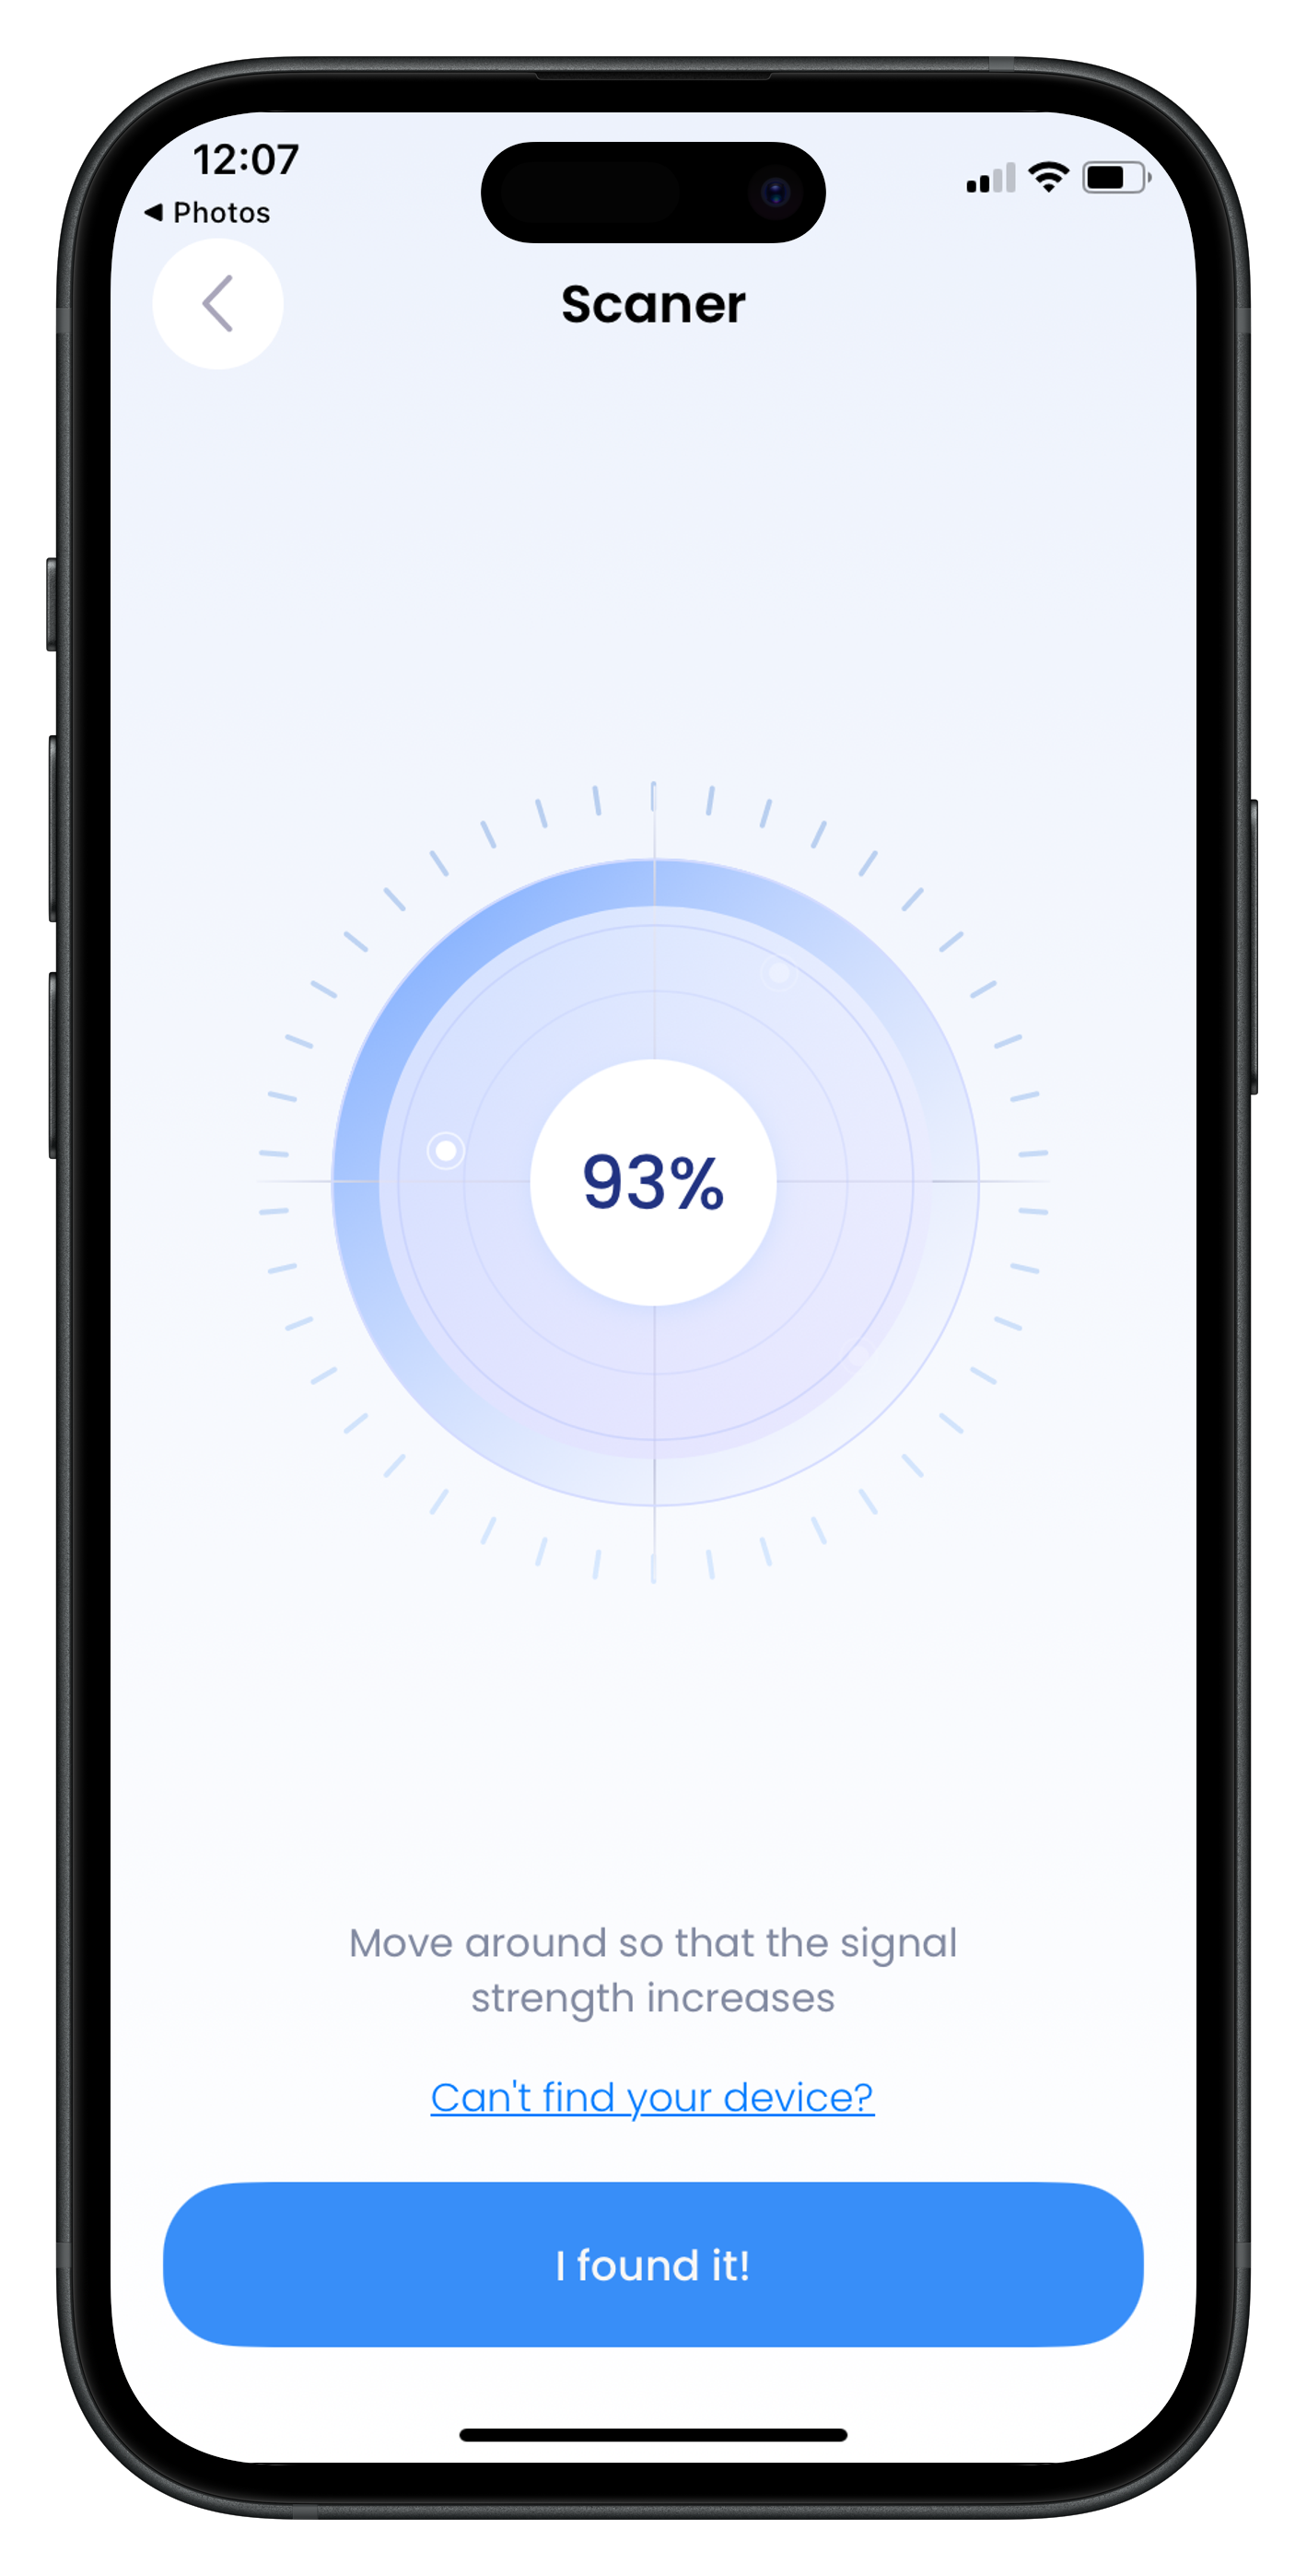 12:07
◀ Photos
Scaner
93%
Move around so that the signal
strength increases
Can't find your device?
I found it!